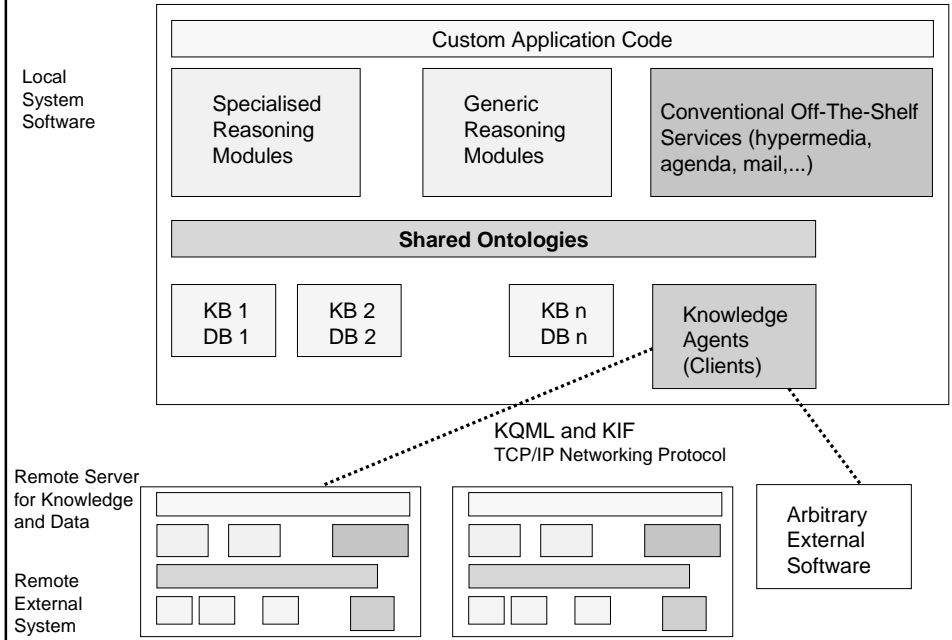 Custom Application Code
Local
System
Software
Specialised
Reasoning
Modules
Generic
Reasoning
Modules
Conventional Off-The-Shelf
Services (hypermedia,
agenda, mail,...)
Shared Ontologies
KB 1
DB 1
KB 2
DB 2
KB n
DB n
Knowledge
Agents
(Clients)
KQML and KIF
TCP/IP Networking Protocol
Remote Server
for Knowledge
and Data
Arbitrary
External
Software
Remote
External
System